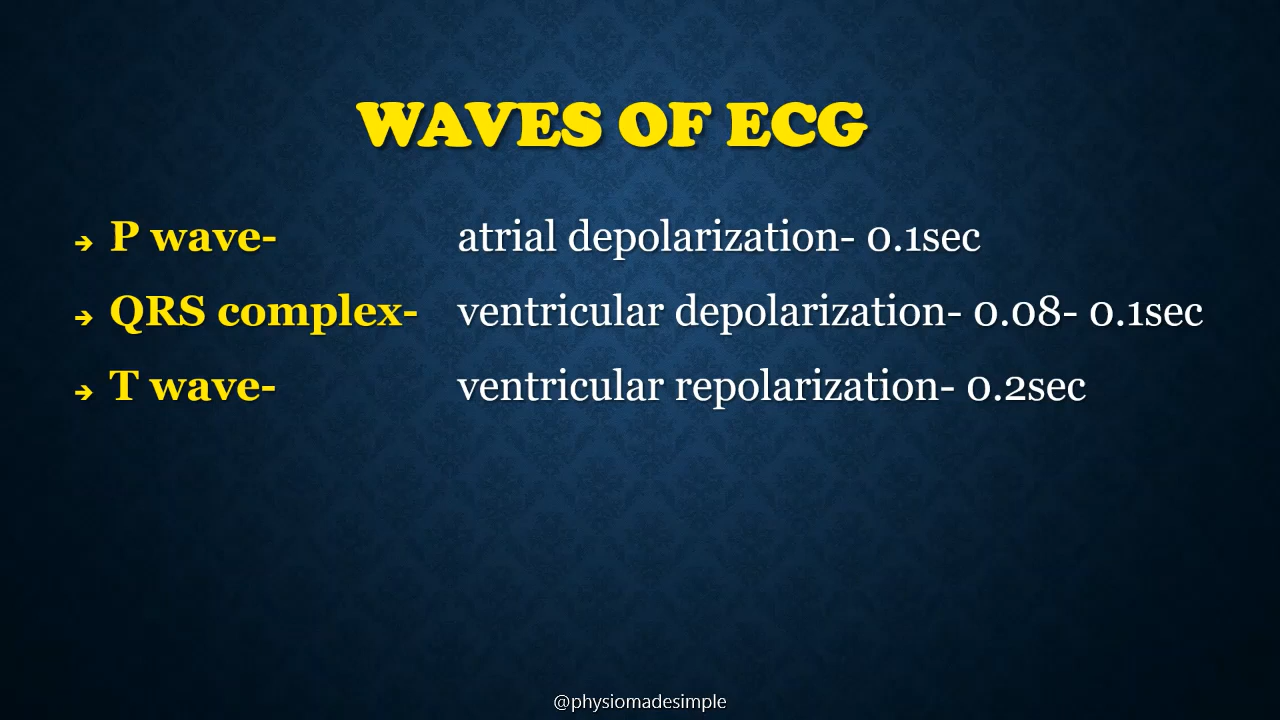 WAVES OF ECG
➔ P wave- atrial depolarization- 0.1sec
➔ QRS complex- ventricular depolarization- 0.08- 0.1sec
➔ T wave- ventricular repolarization- 0.2sec
@physiomadesimple